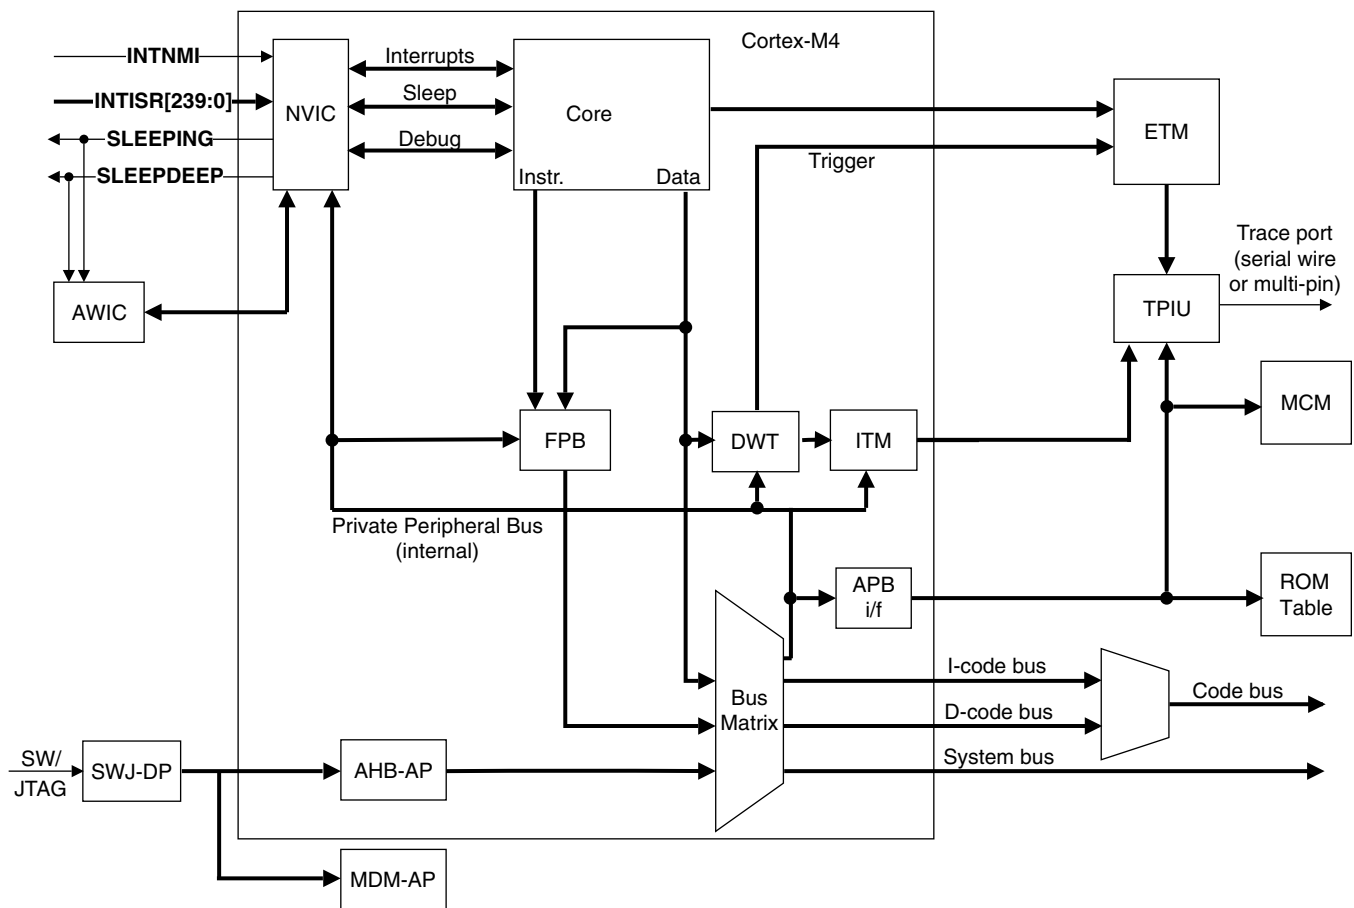 Cortex-M4
INTNMI
INTISR[239:0]
SLEEPING
SLEEPDEEP
NVIC
Interrupts
Sleep
Debug
Core
Instr.
Data
ETM
Trigger
Trace port
(serial wire
or multi-pin)
AWIC
TPIU
MCM
FPB
DWT
ITM
Private Peripheral Bus
(internal)
APB
i/f
ROM
Table
Bus
Matrix
I-code bus
D-code bus
Code bus
System bus
SW/
JTAG
SWJ-DP
AHB-AP
MDM-AP